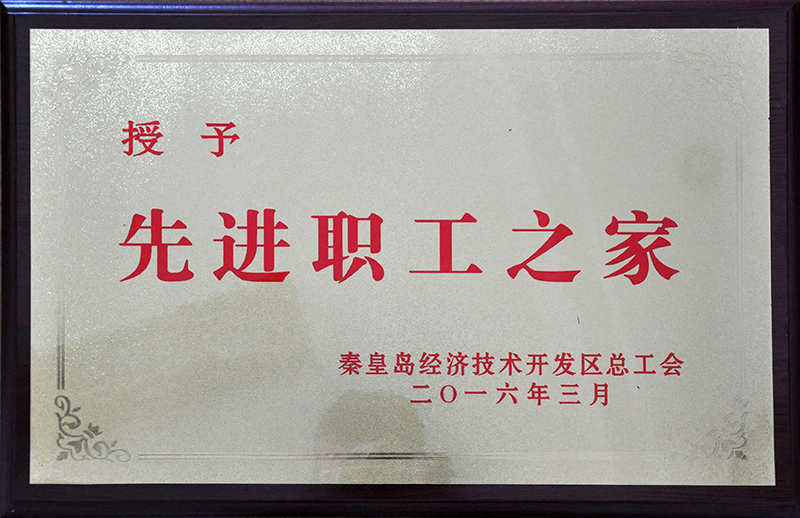 授予
先进职工之家
秦皇岛经济技术开发区总工会
二〇一六年三月